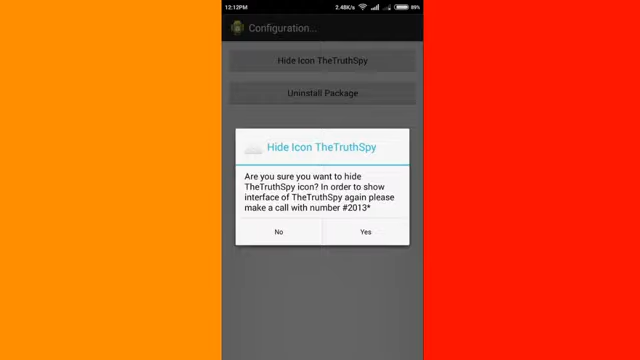 12:12PM 2.48K/s 89%
Configuration...
Hide Icon TheTruthSpy
Uninstall Package
Hide Icon TheTruthSpy
Are you sure you want to hide
TheTruthSpy icon? In order to show
interface of TheTruthSpy again please
make a call with number #2013*
No Yes